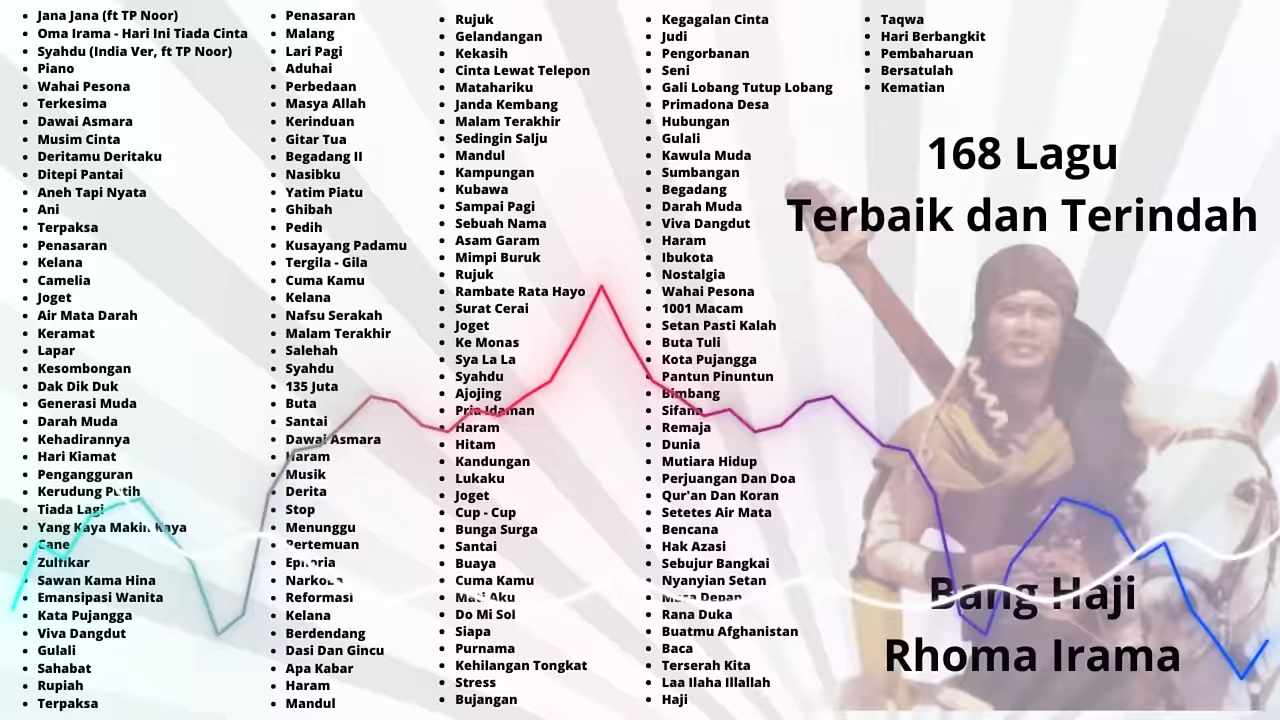 Jana Jana (ft TP Noor)
Oma Irama - Hari Ini Tiada Cinta
Syahdu (India Ver, ft TP Noor)
Piano
Wahai Pesona
Terkesima
Dawai Asmara
Musim Cinta
Deritamu Deritaku
Ditepi Pantai
Aneh Tapi Nyata
Ani
Terpaksa
Penasaran
Kelana
Camelia
Joget
Air Mata Darah
Keramat
Lapar
Kesombongan
Dak Dik Duk
Generasi Muda
Darah Muda
Kehadirannya
Hari Kiamat
Pengangguran
Kerudung Putih
Tiada Lagi
Yang Kaya Makin Kaya
Sane
Zulfikar
Sawan Kama Hina
Emansipasi Wanita
Kata Pujangga
Viva Dangdut
Gulali
Sahabat
Rupiah
Terpaksa
Penasaran
Malang
Lari Pagi
Aduhai
Perbedaan
Masya Allah
Kerinduan
Gitar Tua
Begadang II
Nasibku
Yatim Piatu
Ghibah
Pedih
Kusayang Padamu
Tergila - Gila
Cuma Kamu
Kelana
Nafsu Serakah
Malam Terakhir
Salehah
Syahdu
135 Juta
Buta
Santai
Dawai Asmara
Haram
Musik
Derita
Stop
Menunggu
Pertemuan
Ephoria
Narkoba
Reformasi
Kelana
Berdendang
Dasi Dan Gincu
Apa Kabar
Haram
Mandul
Rujuk
Gelandangan
Kekasih
Cinta Lewat Telepon
Matahariku
Janda Kembang
Malam Terakhir
Sedingin Salju
Mandul
Kampungan
Kubawa
Sampai Pagi
Sebuah Nama
Asam Garam
Mimpi Buruk
Rujuk
Rambate Rata Hayo
Surat Cerai
Joget
Ke Monas
Sya La La
Syahdu
Ajojing
Pria Idaman
Haram
Hitam
Kandungan
Lukaku
Joget
Cup - Cup
Bunga Surga
Santai
Buaya
Cuma Kamu
Mati Aku
Do Mi Sol
Siapa
Purnama
Kehilangan Tongkat
Stress
Bujangan
Kegagalan Cinta
Judi
Pengorbanan
Seni
Gali Lobang Tutup Lobang
Primadona Desa
Hubungan
Gulali
Kawula Muda
Sumbangan
Begadang
Darah Muda
Viva Dangdut
Haram
Ibukota
Nostalgia
Wahai Pesona
1001 Macam
Setan Pasti Kalah
Buta Tuli
Kota Pujangga
Pantun Pinuntun
Bimbang
Sifana
Remaja
Dunia
Mutiara Hidup
Perjuangan Dan Doa
Qur'an Dan Koran
Setetes Air Mata
Bencana
Hak Azasi
Sebujur Bangkai
Nyanyian Setan
Masa Depan
Rana Duka
Buatmu Afghanistan
Baca
Terserah Kita
Laa Ilaha Illallah
Haji
Taqwa
Hari Berbangkit
Pembaharuan
Bersatulah
Kematian
168 Lagu
Terbaik dan Terindah
Bang Haji
Rhoma Irama